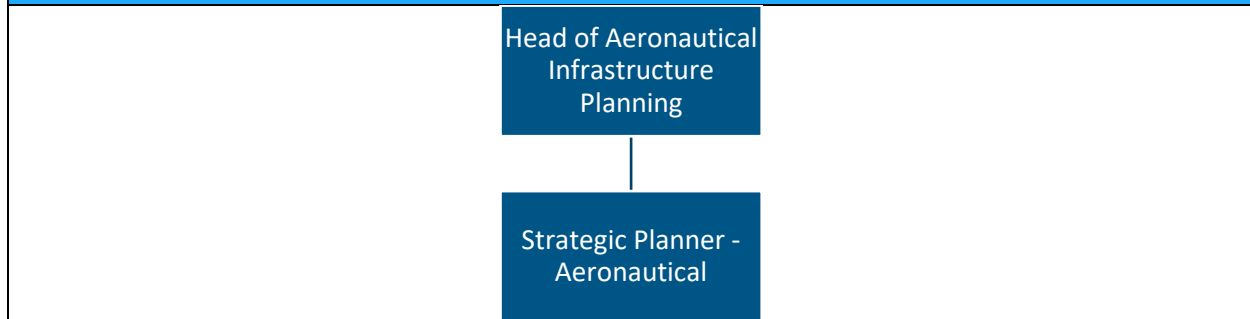 Head of Aeronautical
Infrastructure
Planning
Strategic Planner -
Aeronautical